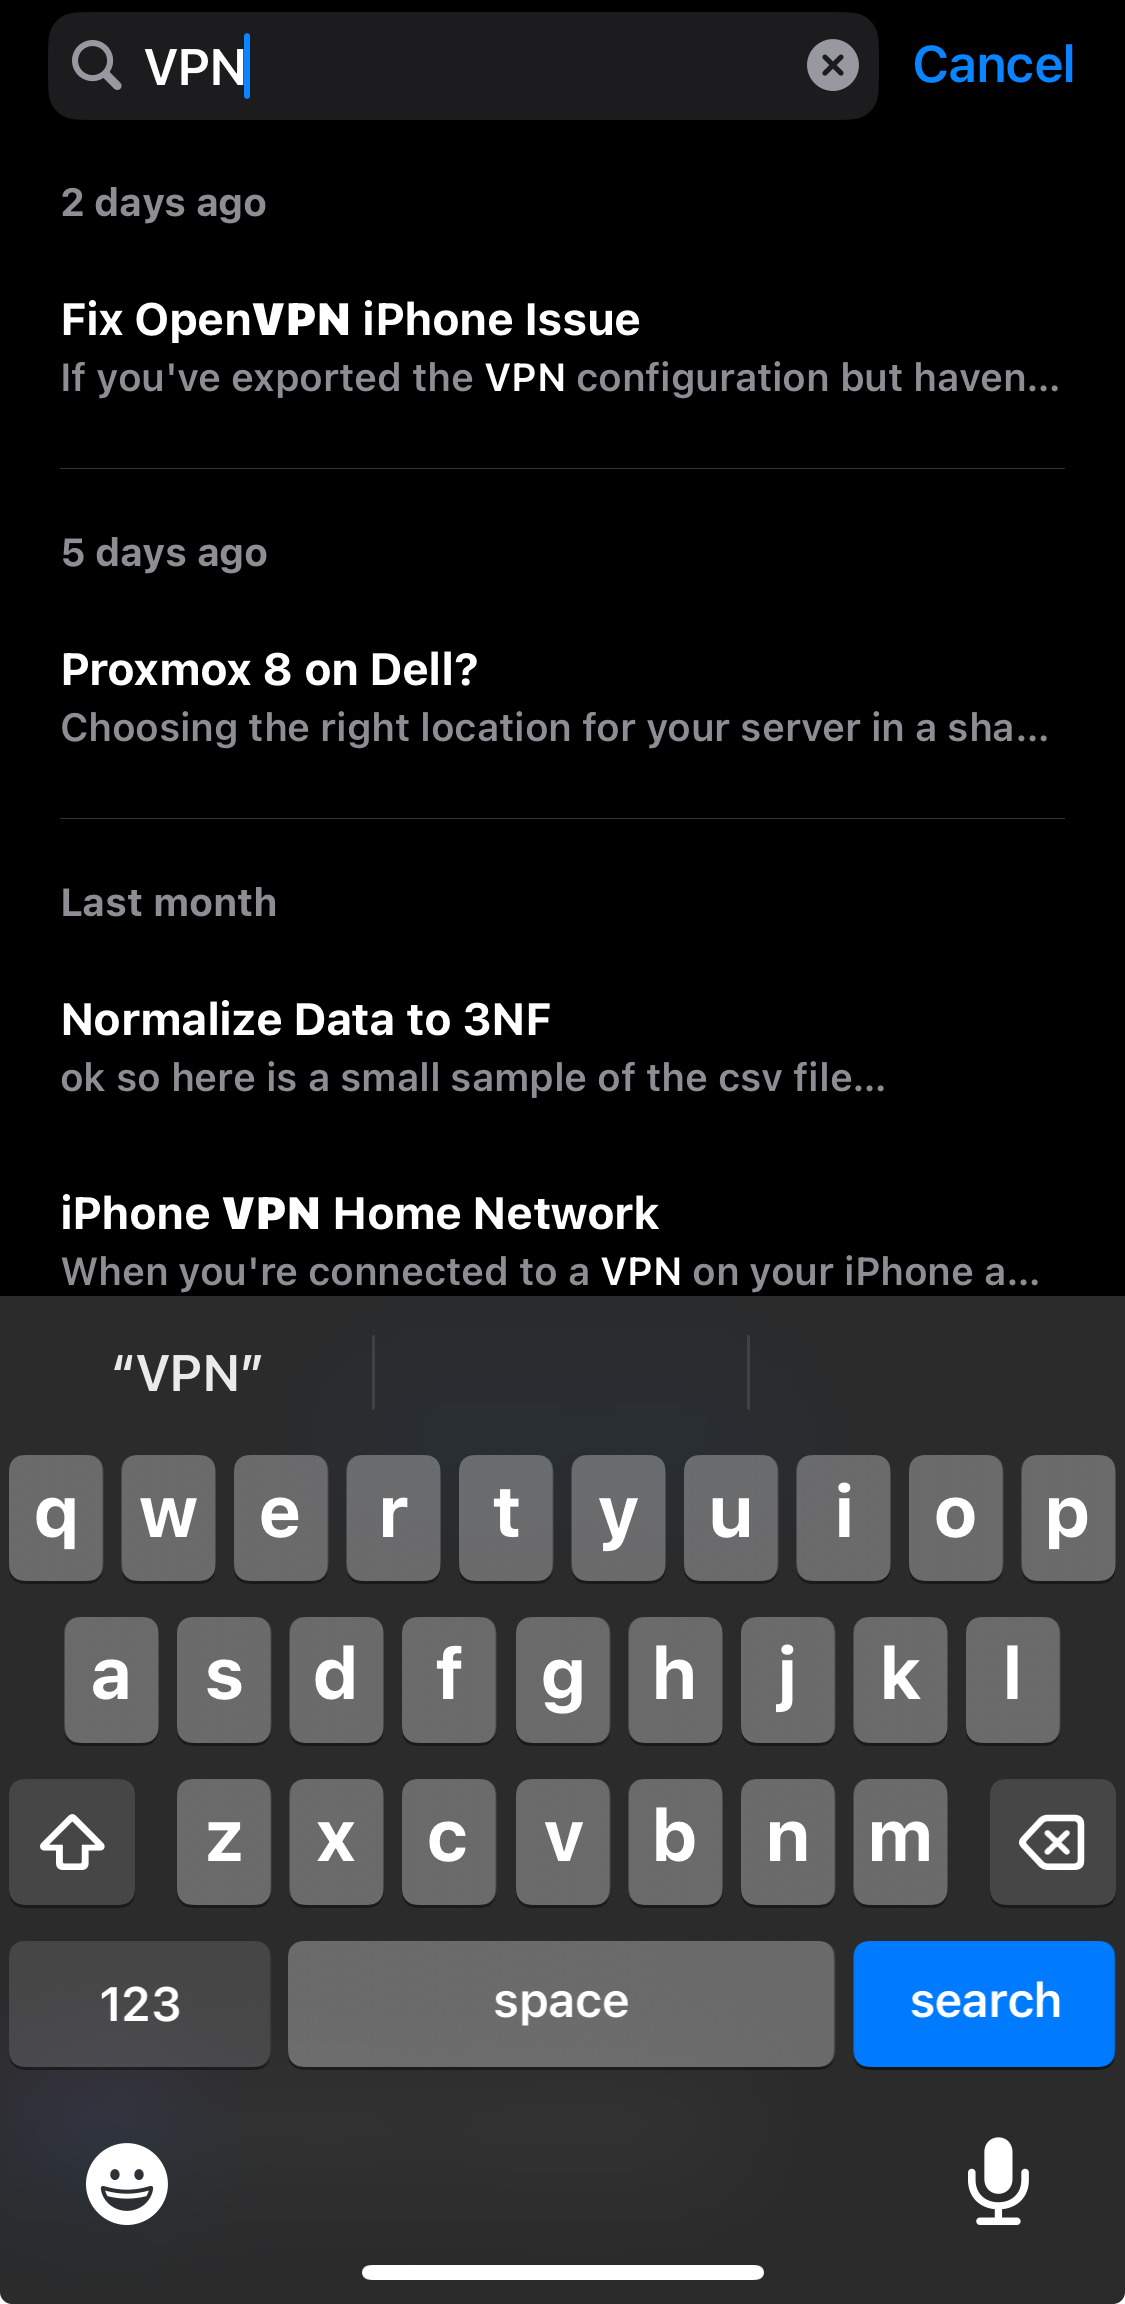 VPN
Cancel
2 days ago
Fix OpenVPN iPhone Issue
If you've exported the VPN configuration but haven...
5 days ago
Proxmox 8 on Dell?
Choosing the right location for your server in a sha...
Last month
Normalize Data to 3NF
ok so here is a small sample of the csv file...
iPhone VPN Home Network
When you're connected to a VPN on your iPhone a...
“VPN”
q w e r t y u i o p
a s d f g h j k l
z x c v b n m
123 space search